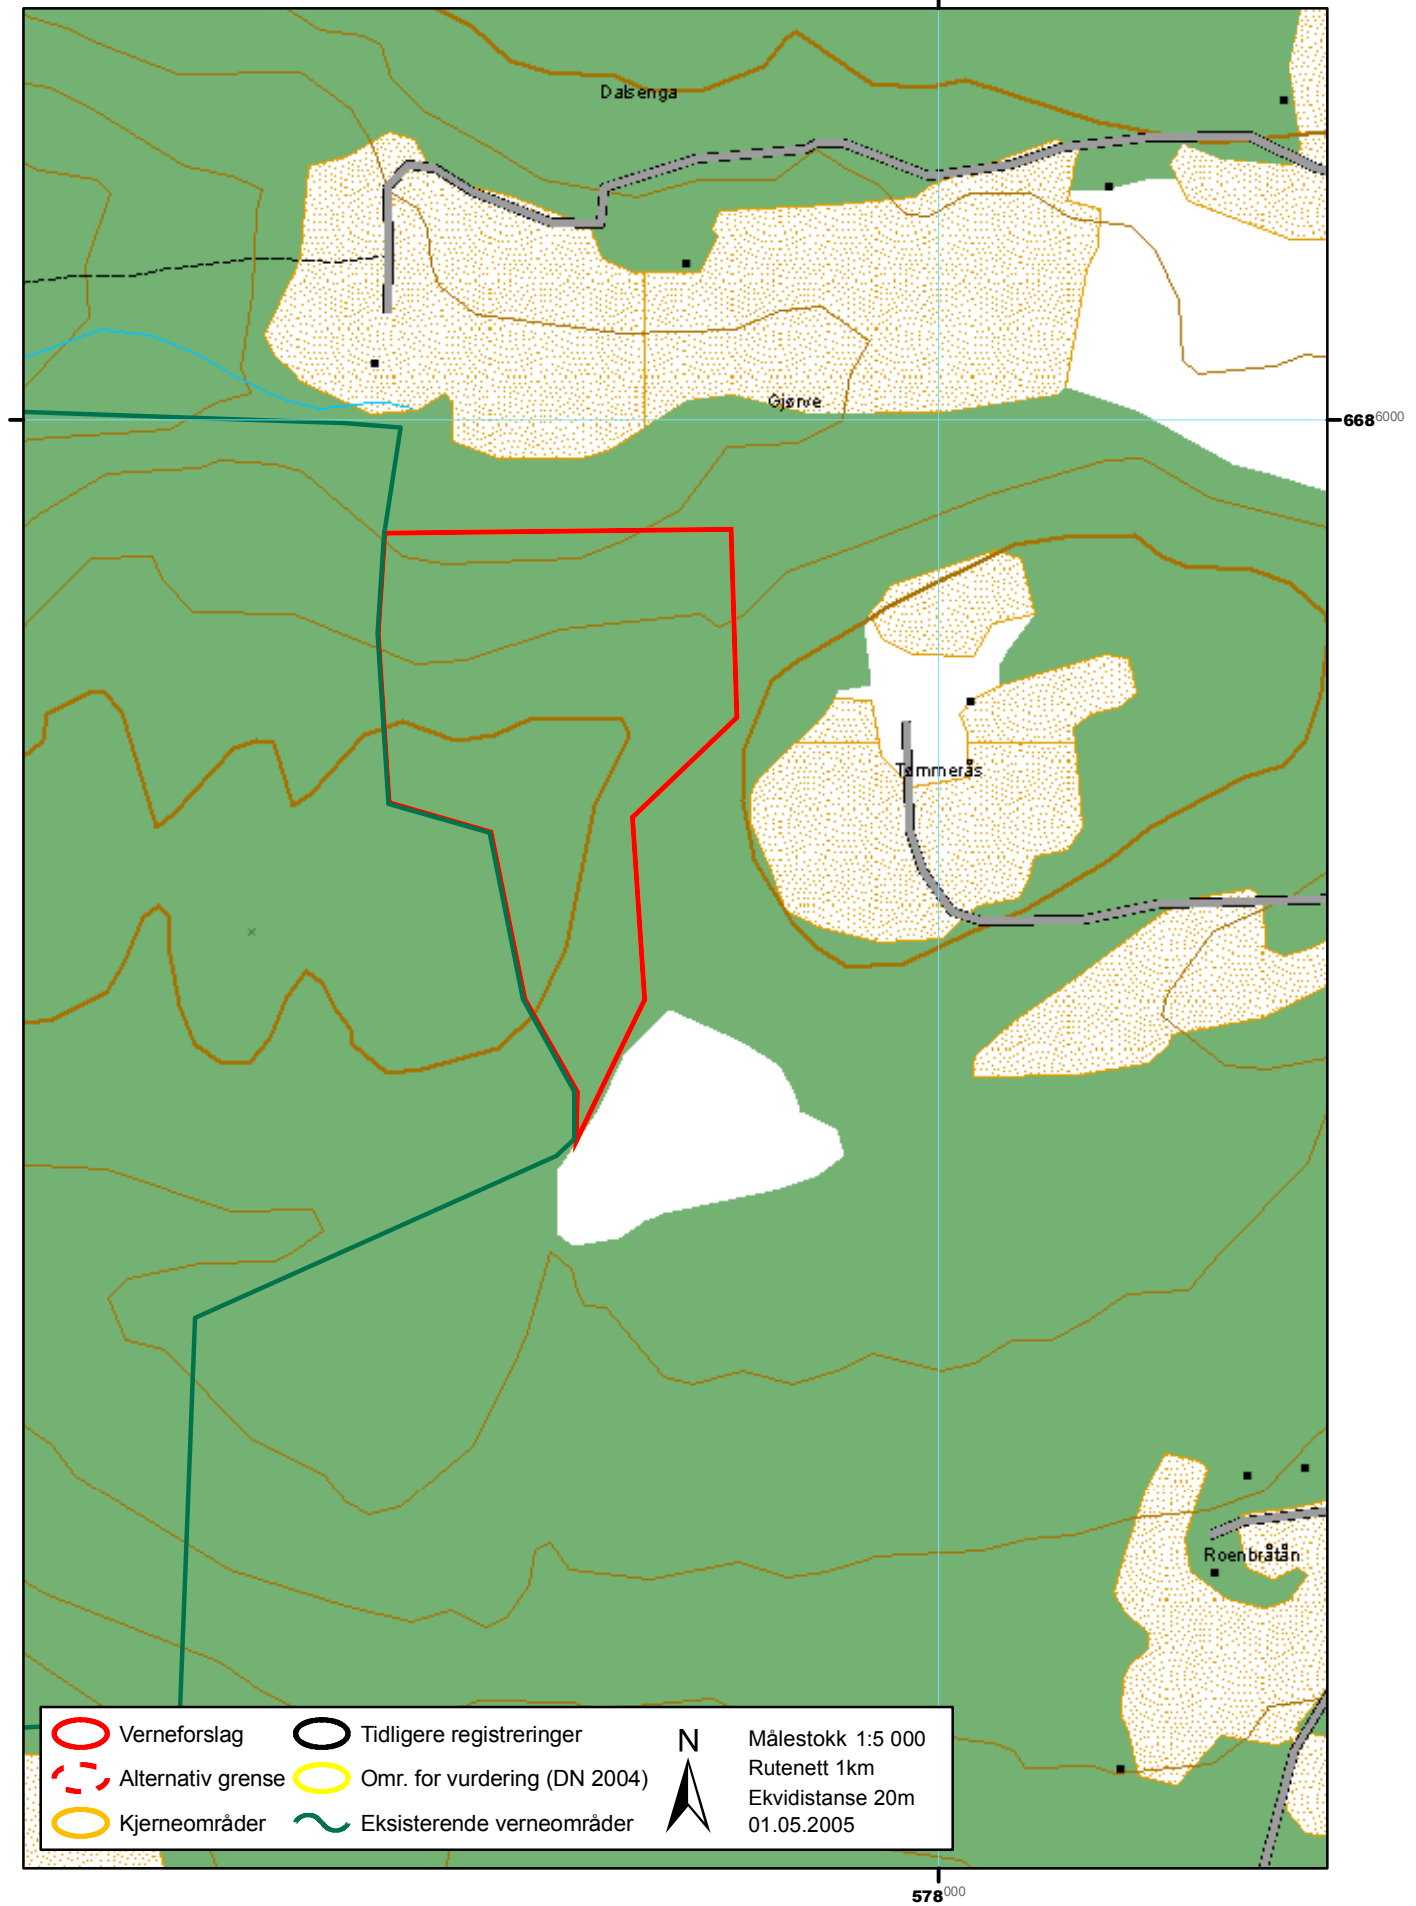 Dalsenga
Gjørve
6686000
Tømmerås
Roenbråtån
Verneforslag
Alternativ grense
Kjerneområder
Tidligere registreringer
Omr. for vurdering (DN 2004)
Eksisterende verneområder
N
Målestokk 1:5 000
Rutenett 1km
Ekvidistanse 20m
01.05.2005
578000